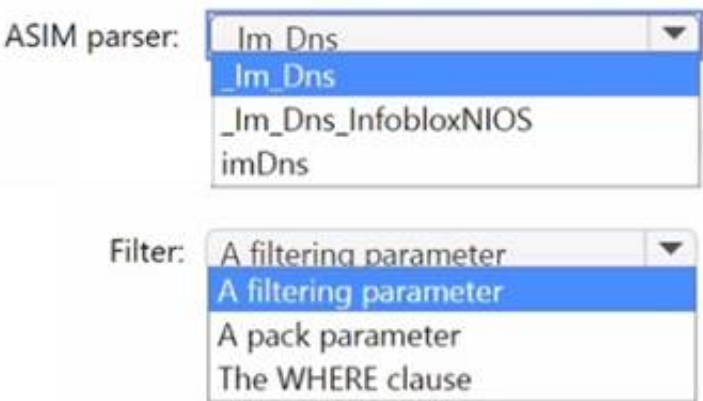 ASIM parser: _Im_Dns
_Im_Dns
_Im_Dns_InfobloxNIOS
imDns
Filter: A filtering parameter
A filtering parameter
A pack parameter
The WHERE clause